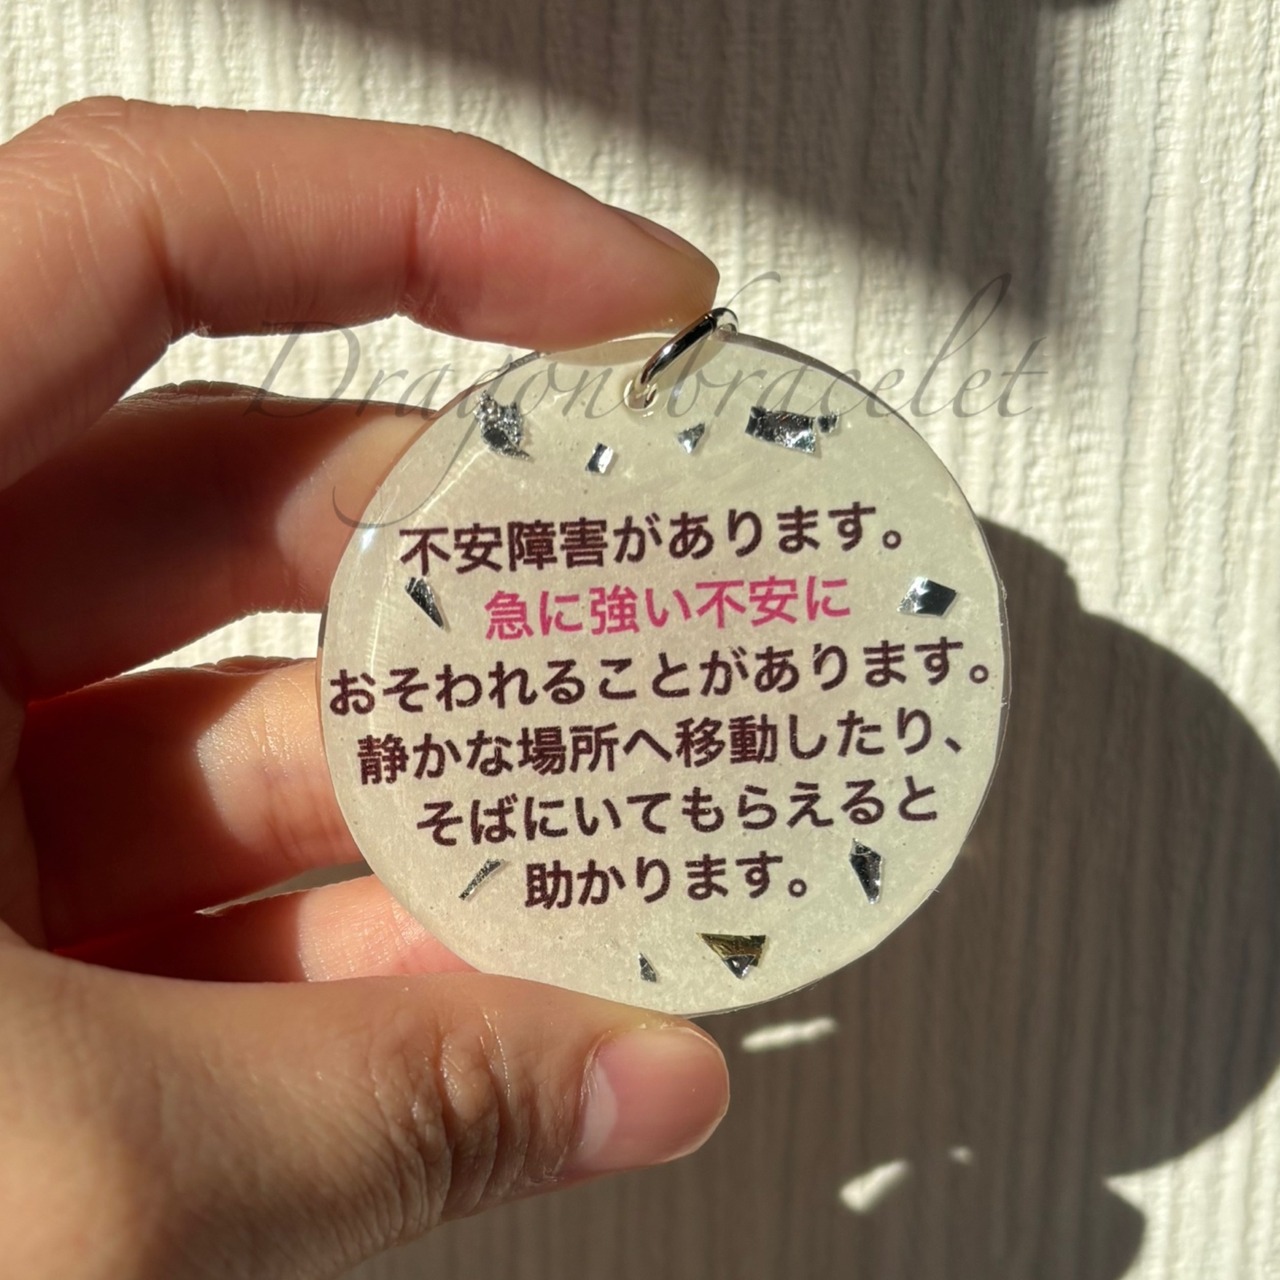 Dragon bracelet
不安障害があります。
急に強い不安に
おそわれることがあります。
静かな場所へ移動したり、
そばにいてもらえると
助かります。